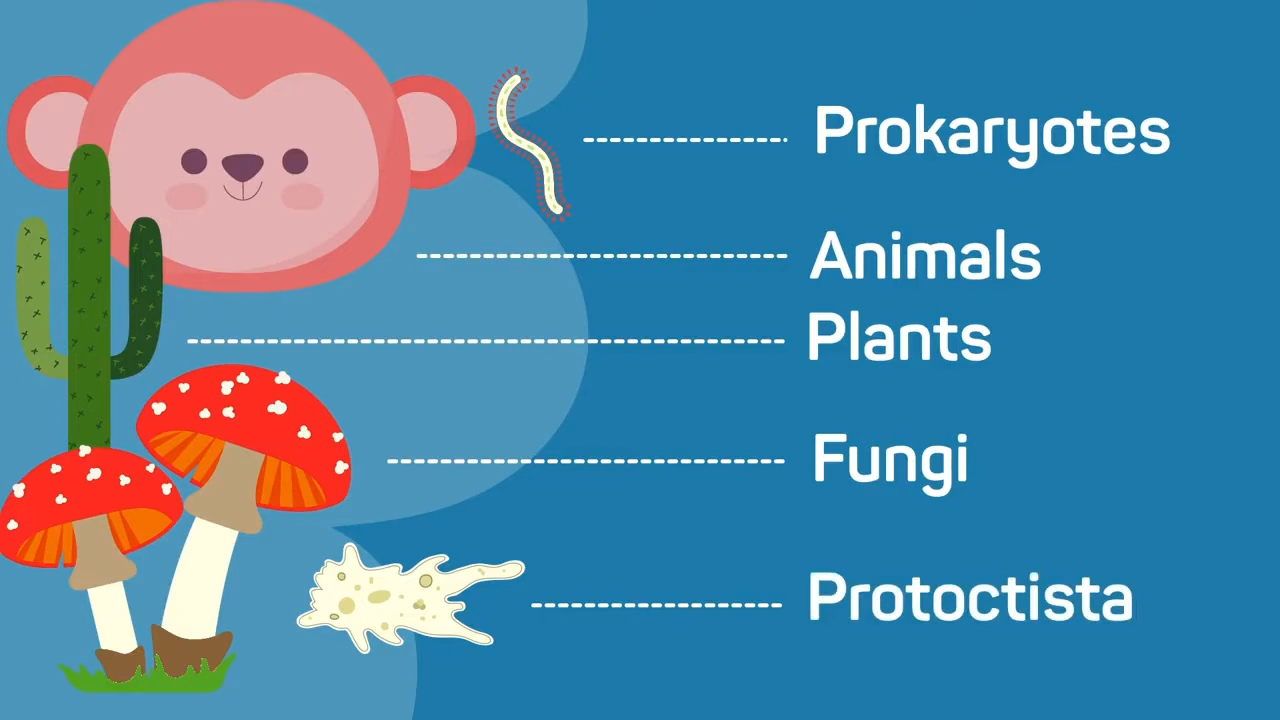 Prokaryotes
Animals
Plants
Fungi
Protoctista